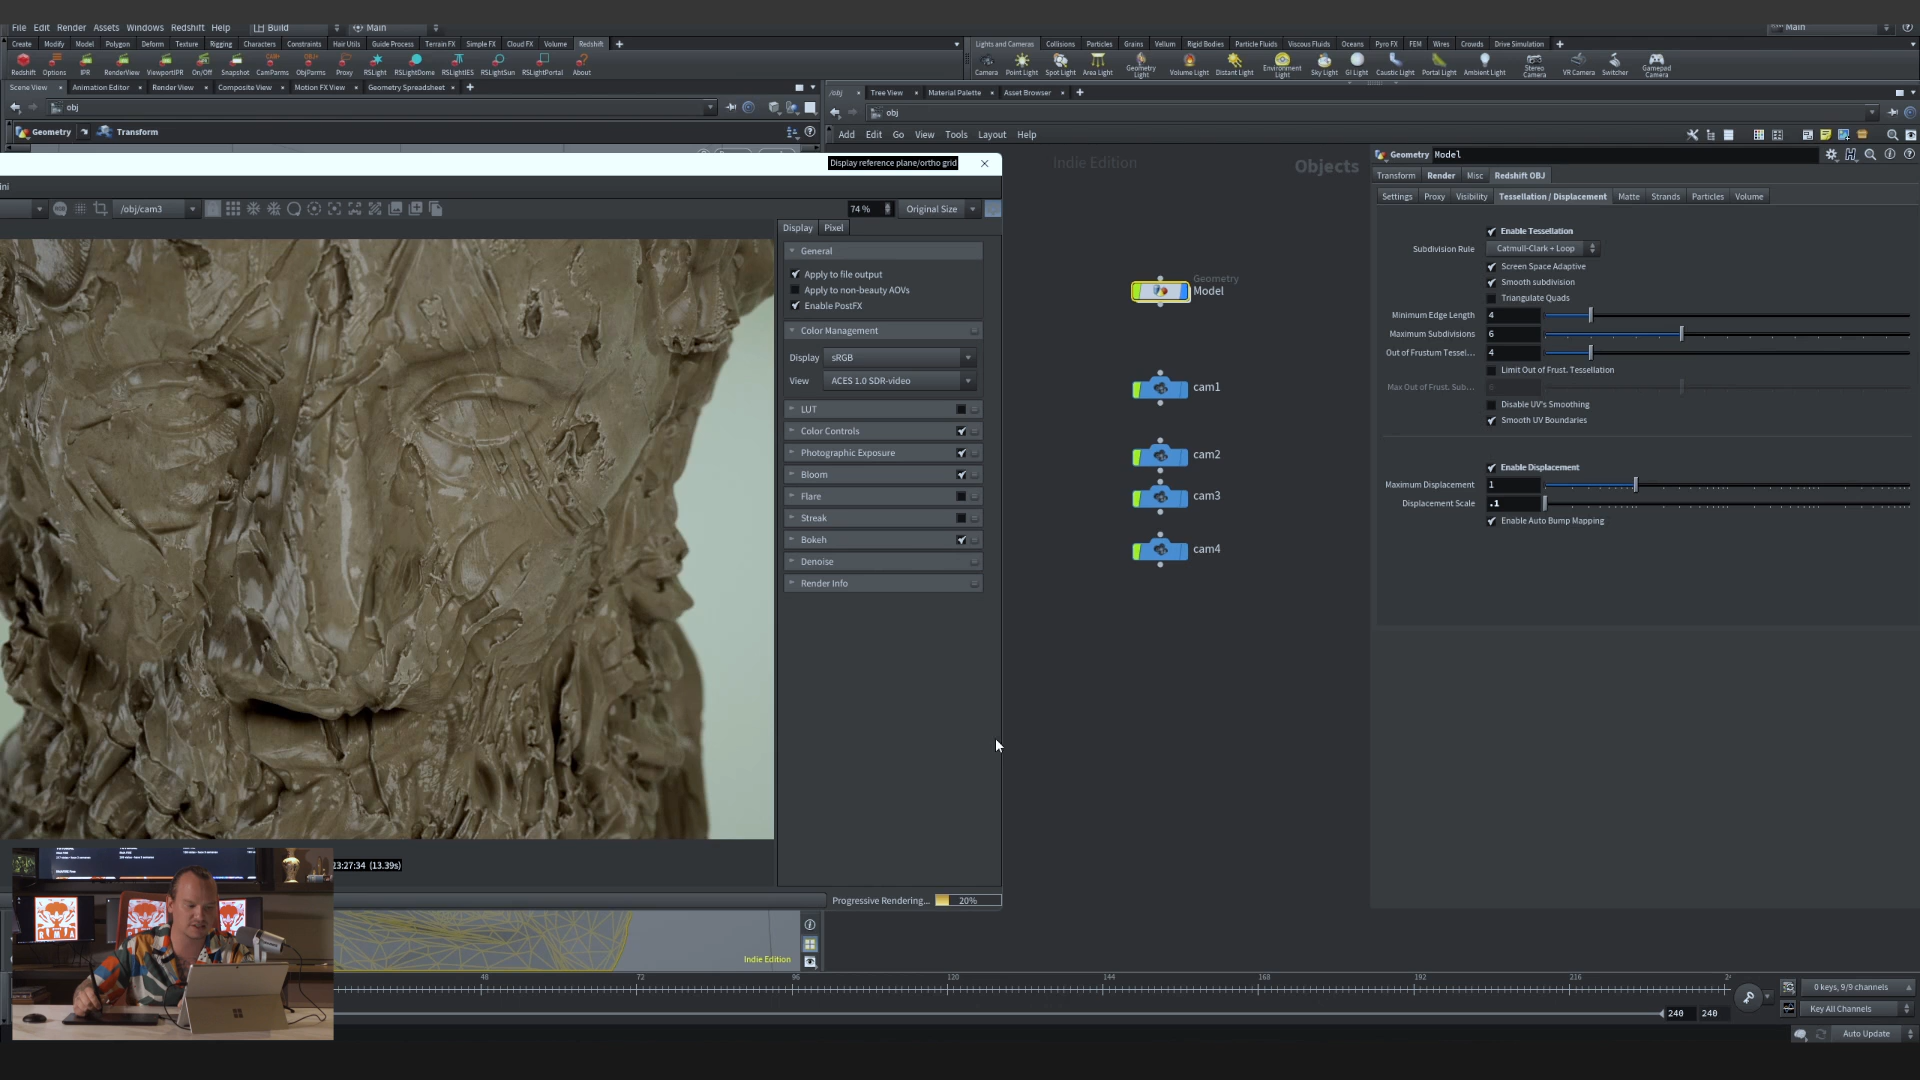 File Edit Render Assets Windows Redshift Help Build Main Main
Create Modify Model Polygon Deform Texture Rigging Characters Constraints Hair Utils Guide Process Terrain FX Simple FX Cloud FX Volume Redshift
Lights and Cameras Collisions Particles Grains Vellum Rigid Bodies Particle Fluids Viscous Fluids Oceans Pyro FX FEM Wires Crowds Drive Simulation
Redshift Options IPR RenderView ViewportIPR On/Off Snapshot CamParms ObjParms Proxy RSLight RSLightDome RSLightIES RSLightSun RSLightPortal About
Camera Point Light Spot Light Area Light Geometry Light Volume Light Distant Light Environment Light Sky Light GI Light Caustic Light Portal Light Ambient Light Stereo Camera VR Camera Switcher Gamepad Camera
Scene View Animation Editor Render View Composite View Motion FX View Geometry Spreadsheet
/obj Tree View Material Palette Asset Browser
obj
obj
Geometry Transform
Add Edit Go View Tools Layout Help
Display reference plane/ortho grid
Indie Edition
Objects
Geometry Model
Transform Render Misc Redshift OBJ
Settings Proxy Visibility Tessellation / Displacement Matte Strands Particles Volume
ini
/obj/cam3
74 %
Original Size
Display Pixel
General
Apply to file output
Apply to non-beauty AOVs
Enable PostFX
Color Management
Display sRGB
View ACES 1.0 SDR-video
LUT
Color Controls
Photographic Exposure
Bloom
Flare
Streak
Bokeh
Denoise
Render Info
Geometry
Model
cam1
cam2
cam3
cam4
Enable Tessellation
Subdivision Rule Catmull-Clark + Loop
Screen Space Adaptive
Smooth subdivision
Triangulate Quads
Minimum Edge Length 4
Maximum Subdivisions 6
Out of Frustum Tessel... 4
Limit Out of Frust. Tessellation
Max Out of Frust. Sub... 6
Disable UV's Smoothing
Smooth UV Boundaries
Enable Displacement
Maximum Displacement 1
Displacement Scale .1
Enable Auto Bump Mapping
23:27:34 (13.39s)
Progressive Rendering... 20%
Indie Edition
48 72 96 120 144 168 192 216
240 240
0 keys, 9/9 channels
Key All Channels
Auto Update